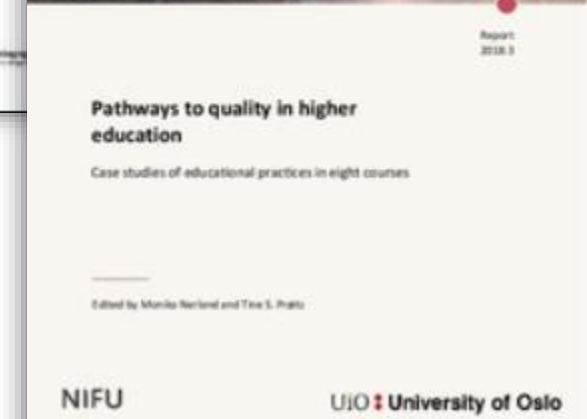 Report
2018:3
Pathways to quality in higher
education
Case studies of educational practices in eight courses
Edited by Monika Nerland and Tine S. Prøitz
NIFU
UiO University of Oslo